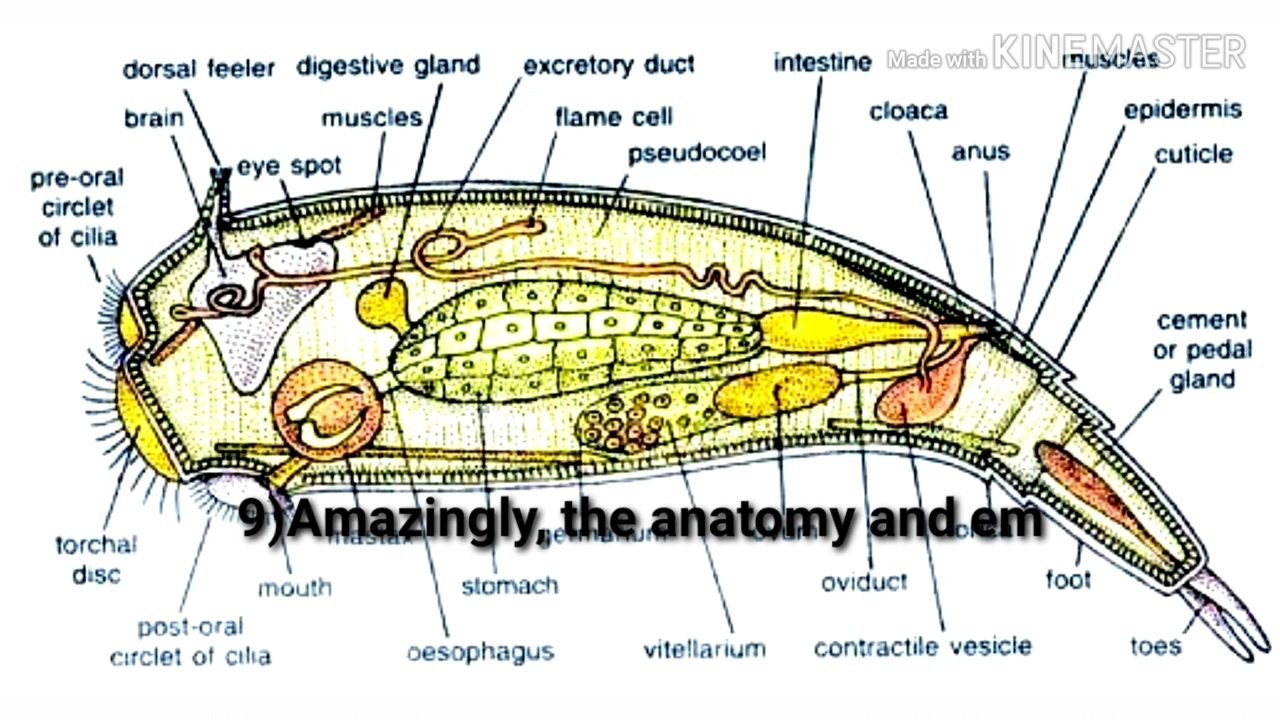 Made with KINEMASTER
dorsal feeler
digestive gland
excretory duct
intestine
muscles
brain
muscles
flame cell
cloaca
epidermis
eye spot
pseudocoel
anus
cuticle
pre-oral
circlet
of cilia
cement
or pedal
gland
9)Amazingly, the anatomy and em
torchal
disc
mastax
germarium
mouth
stomach
oviduct
foot
post-oral
circlet of cilia
oesophagus
vitellarium
contractile vesicle
toes